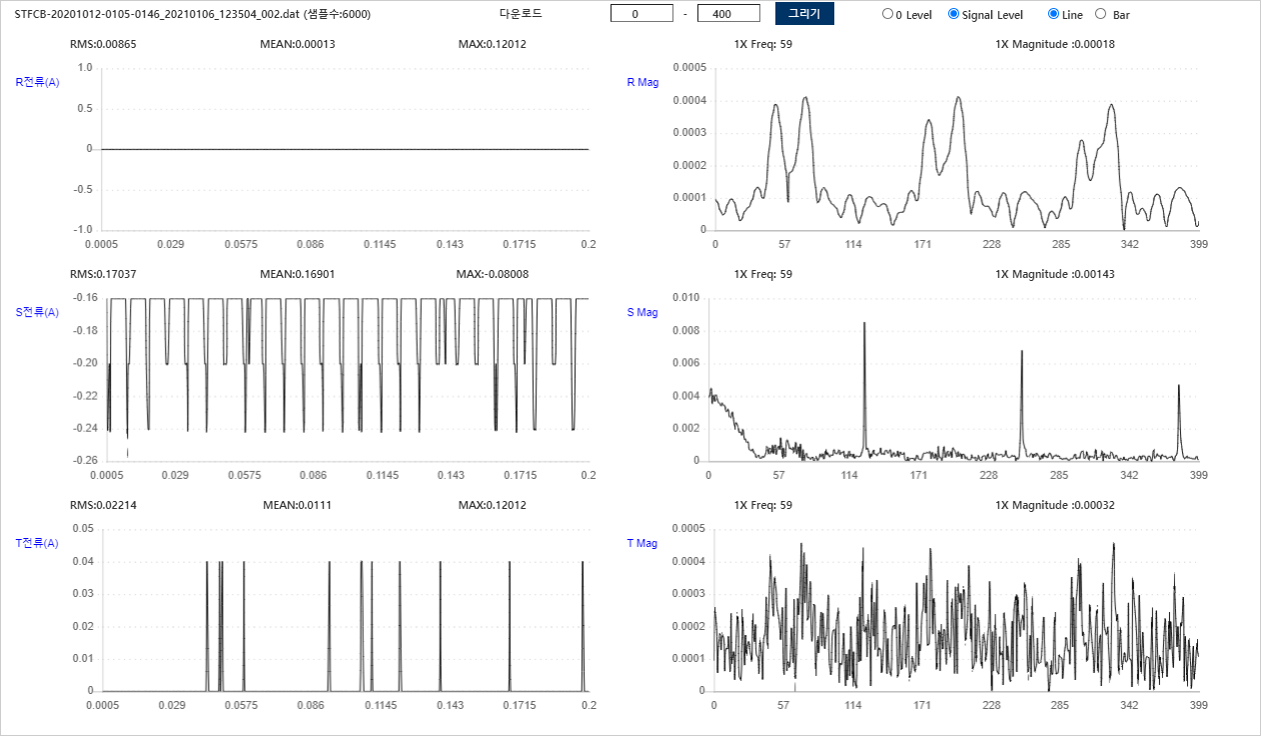 STFCB-20201012-0105-0146_20210106_123504_002.dat (샘플수:6000) 다운로드 0 - 400 그리기 0 Level Signal Level Line Bar
RMS:0.00865 MEAN:0.00013 MAX:0.12012 1X Freq: 59 1X Magnitude :0.00018
R전류(A)
1.0
0.5
0
-0.5
-1.0
0.0005 0.029 0.0575 0.086 0.1145 0.143 0.1715 0.2
R Mag
0.0005
0.0004
0.0003
0.0002
0.0001
0
0 57 114 171 228 285 342 399
RMS:0.17037 MEAN:0.16901 MAX:-0.08008 1X Freq: 59 1X Magnitude :0.00143
S전류(A)
-0.16
-0.18
-0.20
-0.22
-0.24
-0.26
0.0005 0.029 0.0575 0.086 0.1145 0.143 0.1715 0.2
S Mag
0.010
0.008
0.006
0.004
0.002
0
0 57 114 171 228 285 342 399
RMS:0.02214 MEAN:0.0111 MAX:0.12012 1X Freq: 59 1X Magnitude :0.00032
T전류(A)
0.05
0.04
0.03
0.02
0.01
0
0.0005 0.029 0.0575 0.086 0.1145 0.143 0.1715 0.2
T Mag
0.0005
0.0004
0.0003
0.0002
0.0001
0
0 57 114 171 228 285 342 399